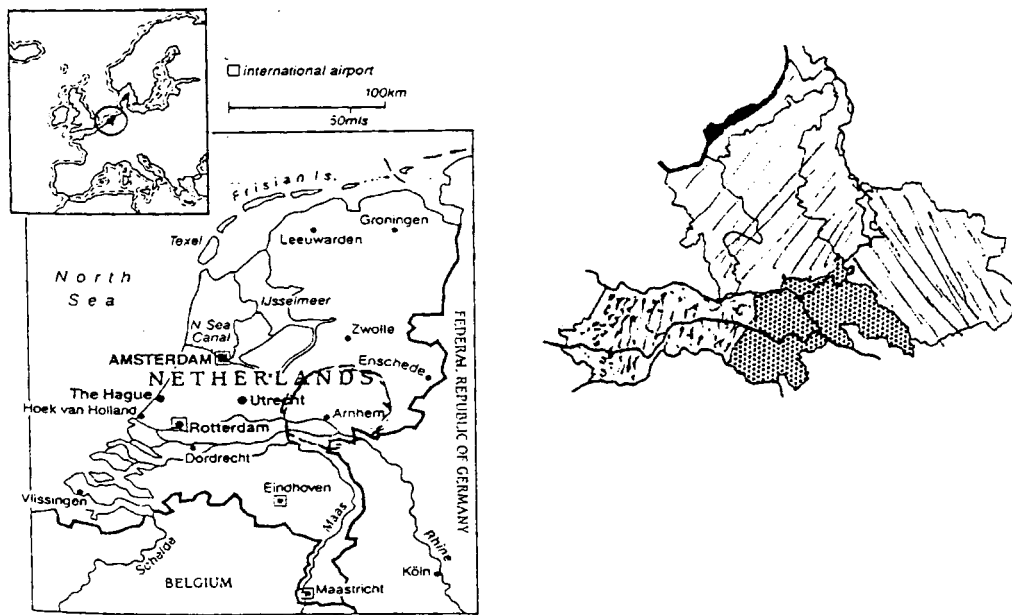 international airport
100km
50mls
Frisian Is.
Groningen
Leeuwarden
Texel
North
Sea
IJsselmeer
N Sea
Canal
Zwolle
AMSTERDAM
Enschede
NETHERLANDS
The Hague
Utrecht
Hoek van Holland
Arnhem
Rotterdam
Dordrecht
FEDERAL REPUBLIC OF GERMANY
Vlissingen
Eindhoven
Maas
Rhine
Schelde
Köln
BELGIUM
Maastricht